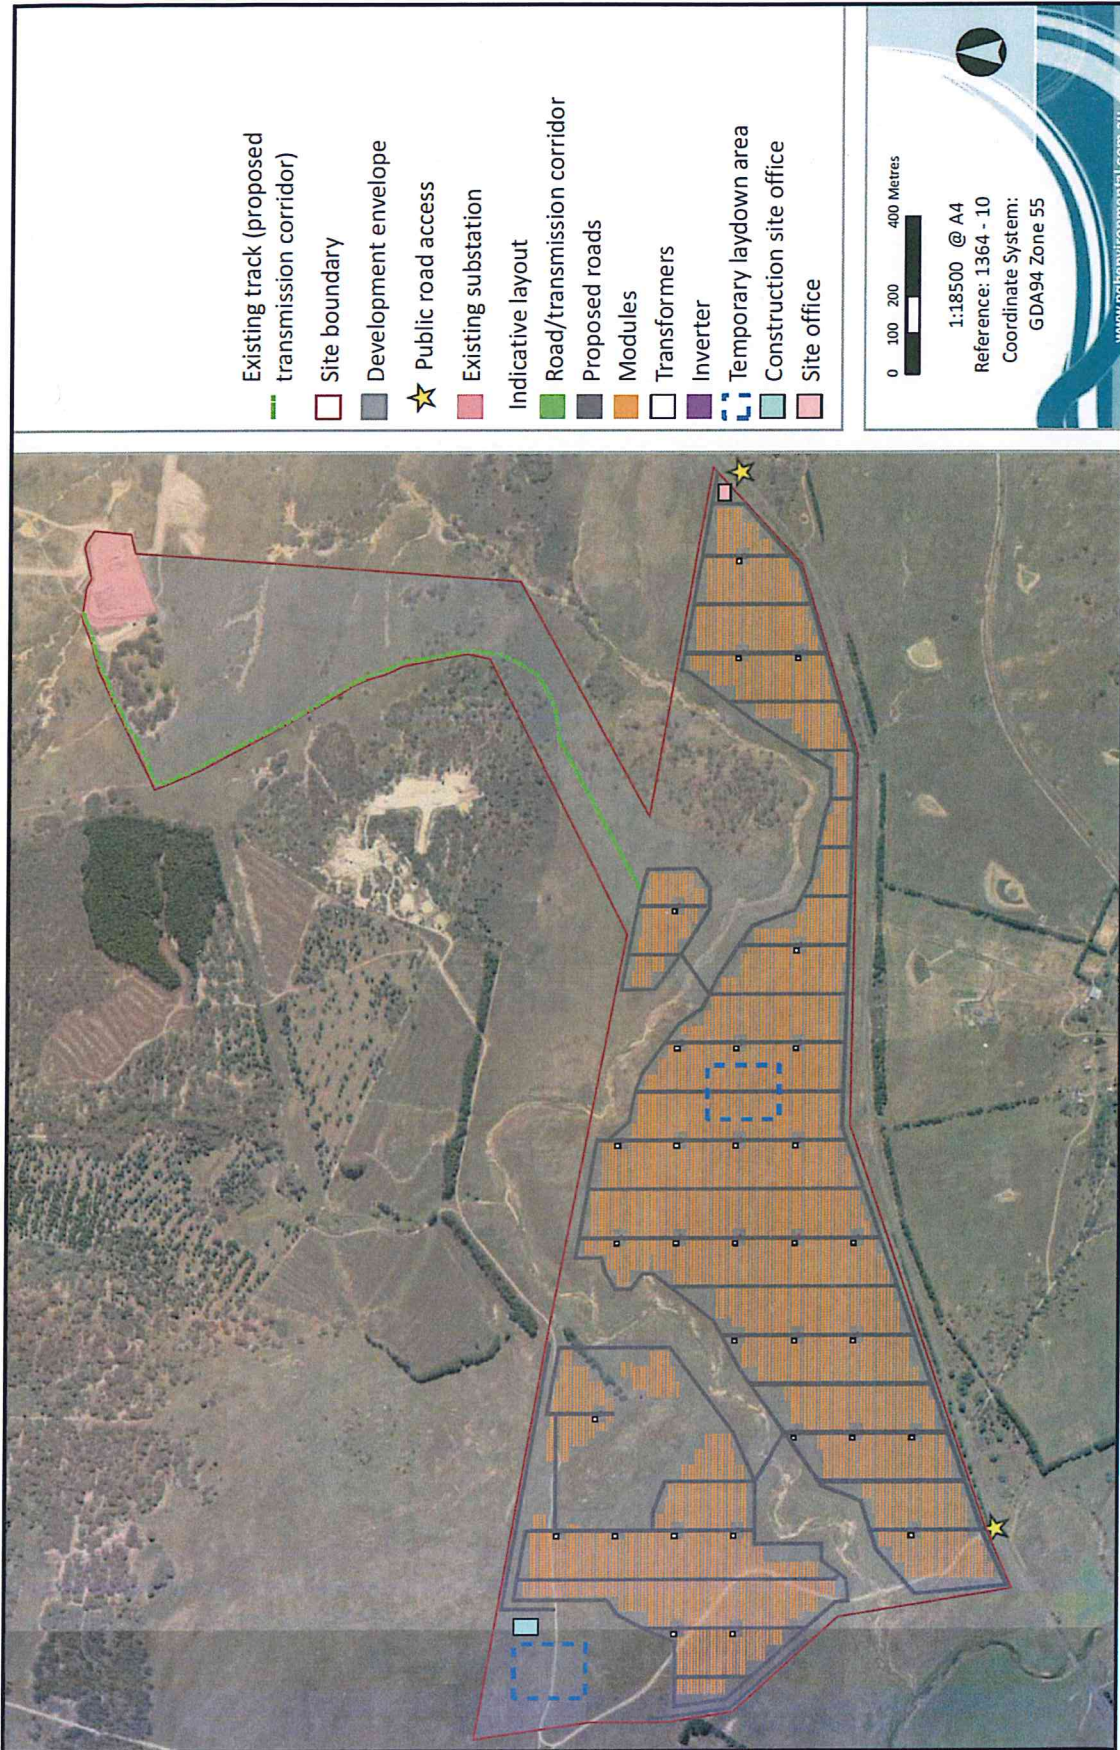 Existing track (proposed
transmission corridor)
Site boundary
Development envelope
Public road access
Existing substation
Indicative layout
Road/transmission corridor
Proposed roads
Modules
Transformers
Inverter
Temporary laydown area
Construction site office
Site office
0 100 200 400 Metres
1:18500 @ A4
Reference: 1364 - 10
Coordinate System:
GDA94 Zone 55